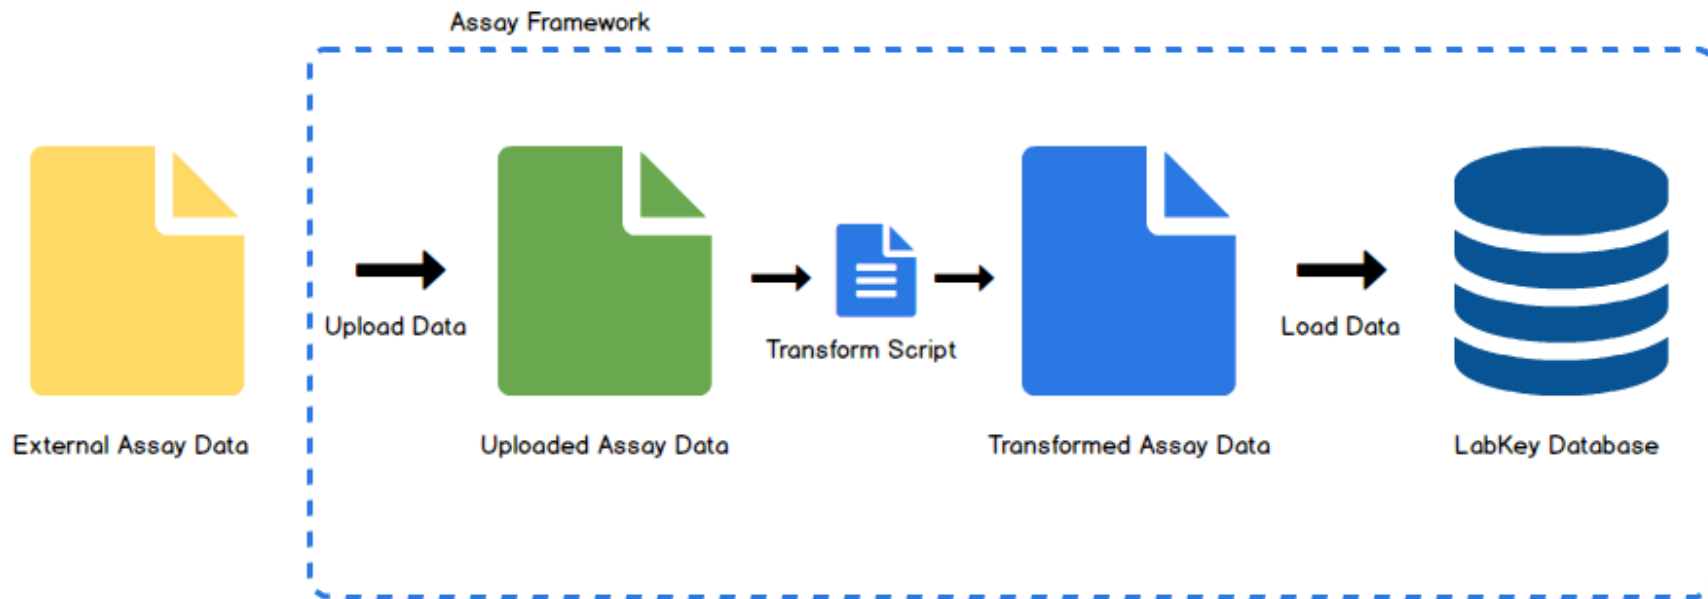 Assay Framework
Upload Data
Transform Script
Load Data
External Assay Data
Uploaded Assay Data
Transformed Assay Data
LabKey Database